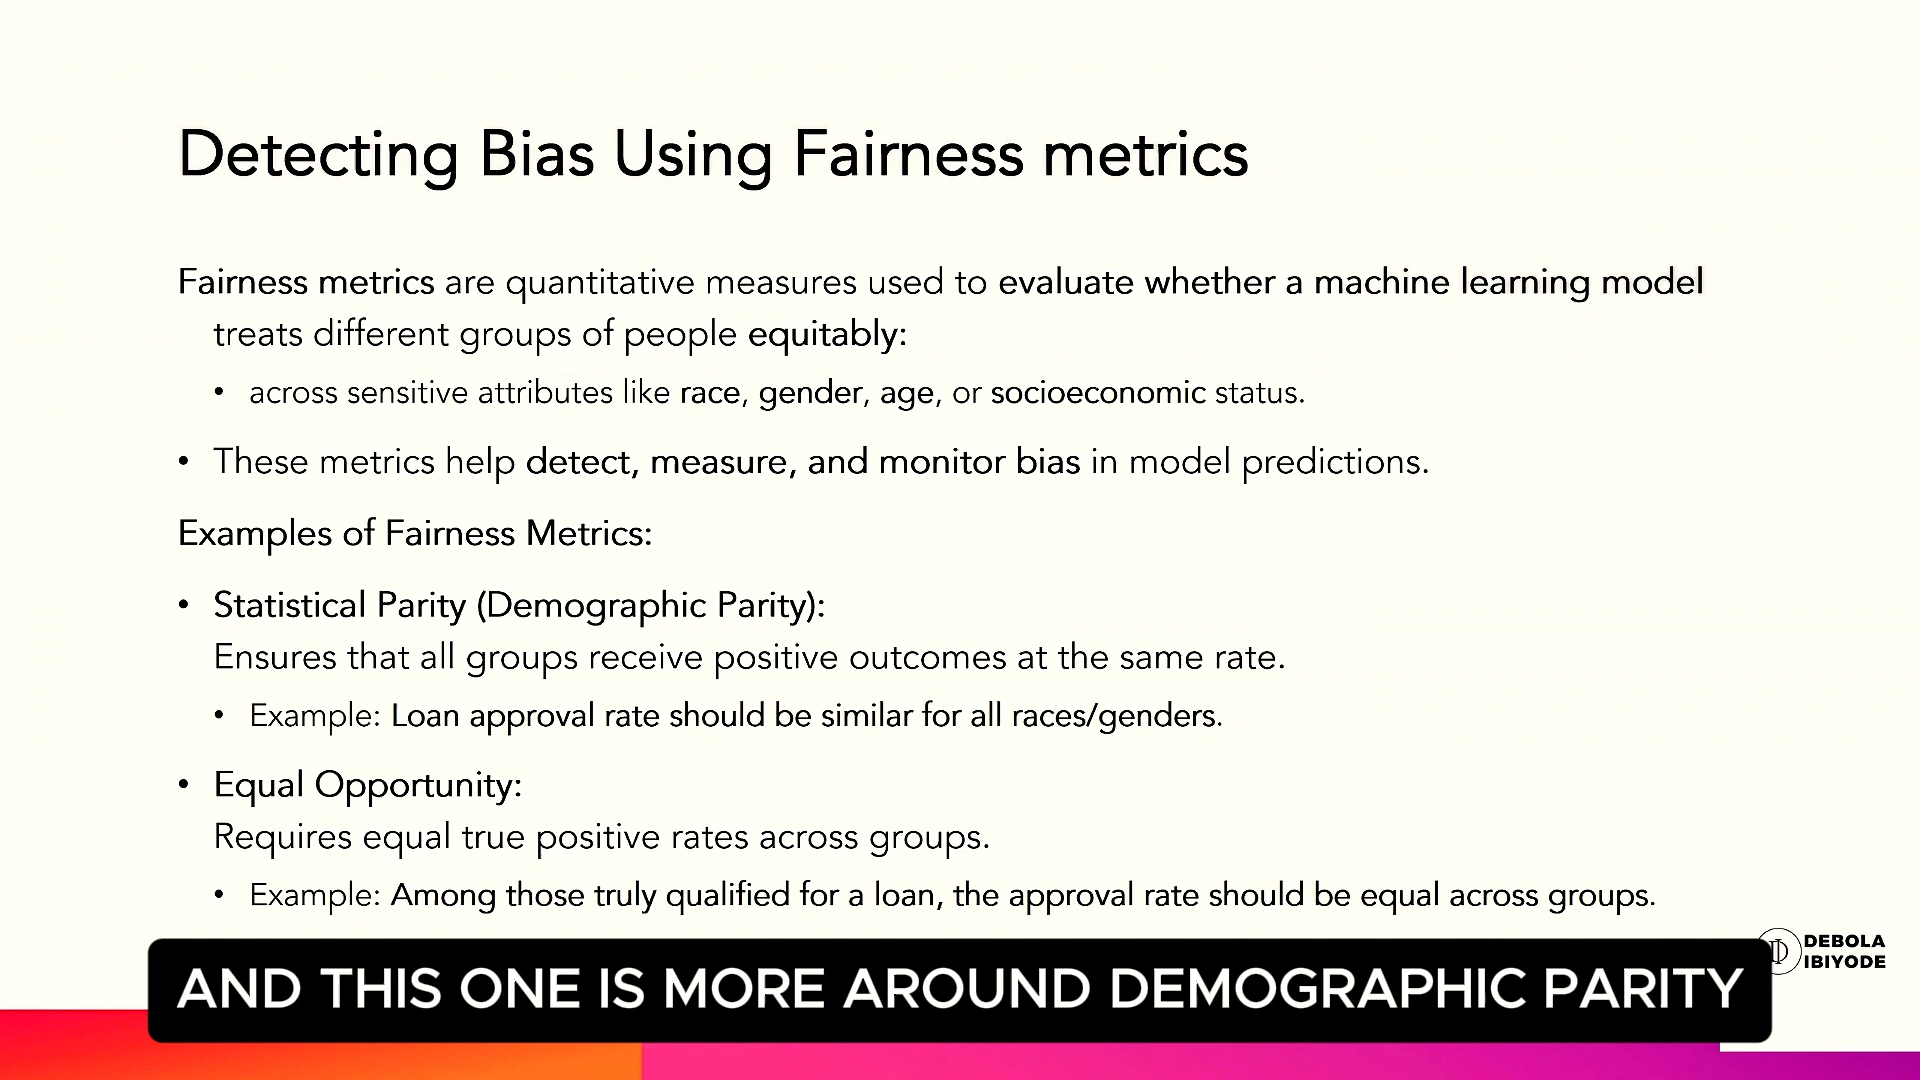 Detecting Bias Using Fairness metrics
Fairness metrics are quantitative measures used to evaluate whether a machine learning model
treats different groups of people equitably:
• across sensitive attributes like race, gender, age, or socioeconomic status.
• These metrics help detect, measure, and monitor bias in model predictions.
Examples of Fairness Metrics:
• Statistical Parity (Demographic Parity):
Ensures that all groups receive positive outcomes at the same rate.
• Example: Loan approval rate should be similar for all races/genders.
• Equal Opportunity:
Requires equal true positive rates across groups.
• Example: Among those truly qualified for a loan, the approval rate should be equal across groups.
DEBOLA
IBIYODE
AND THIS ONE IS MORE AROUND DEMOGRAPHIC PARITY